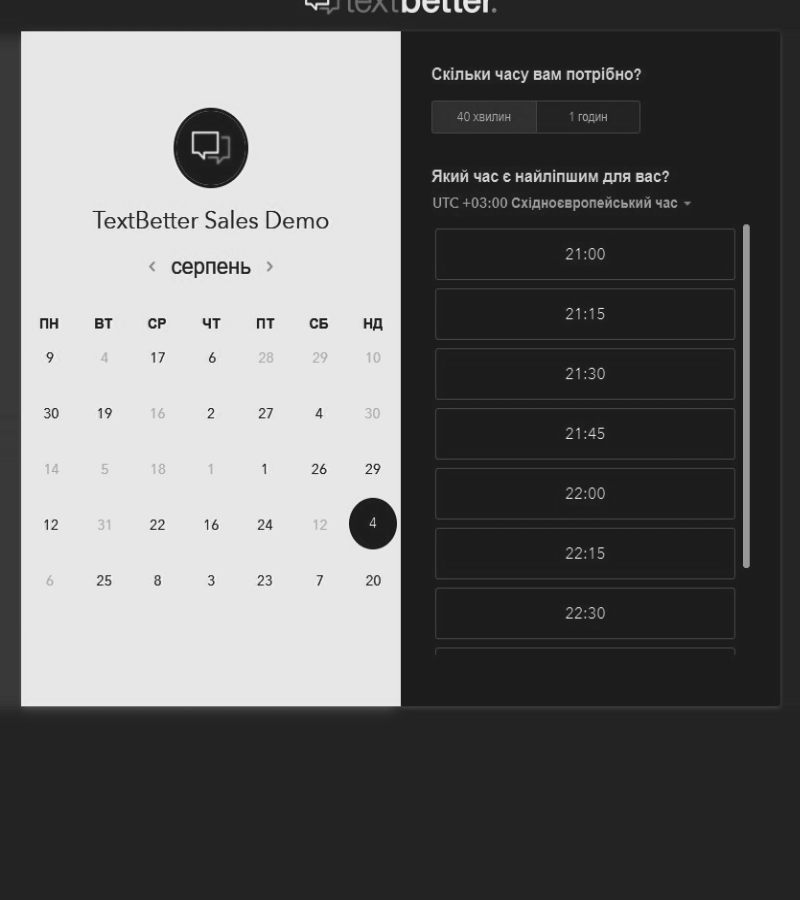 textbetter.
TextBetter Sales Demo
серпень
ПН ВТ СР ЧТ ПТ СБ НД
9 4 17 6 28 29 10
30 19 16 2 27 4 30
14 5 18 1 1 26 29
12 31 22 16 24 12 4
6 25 8 3 23 7 20
Скільки часу вам потрібно?
40 хвилин 1 годин
Який час є найліпшим для вас?
UTC +03:00 Східноєвропейський час
21:00
21:15
21:30
21:45
22:00
22:15
22:30